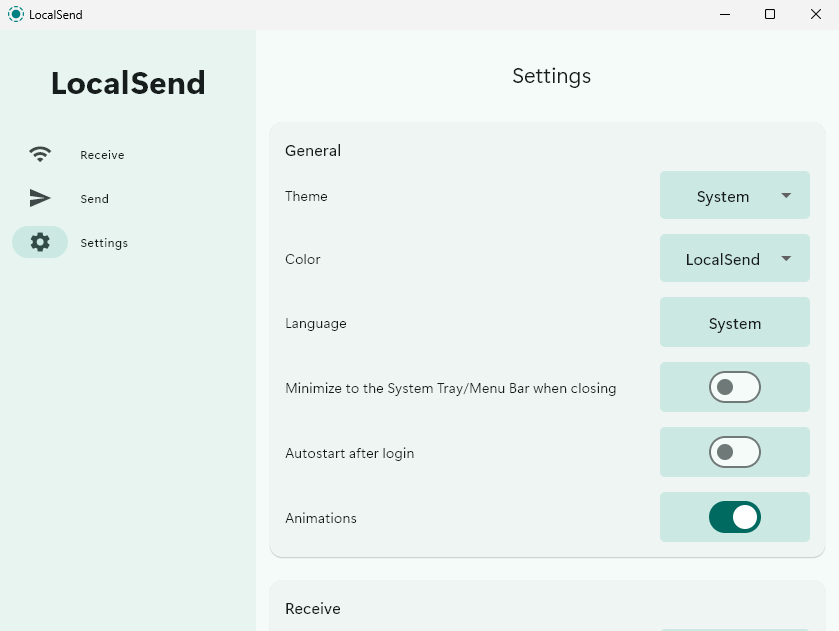 LocalSend
LocalSend
Receive
Send
Settings
Settings
General
Theme
System
Color
LocalSend
Language
System
Minimize to the System Tray/Menu Bar when closing
Autostart after login
Animations
Receive